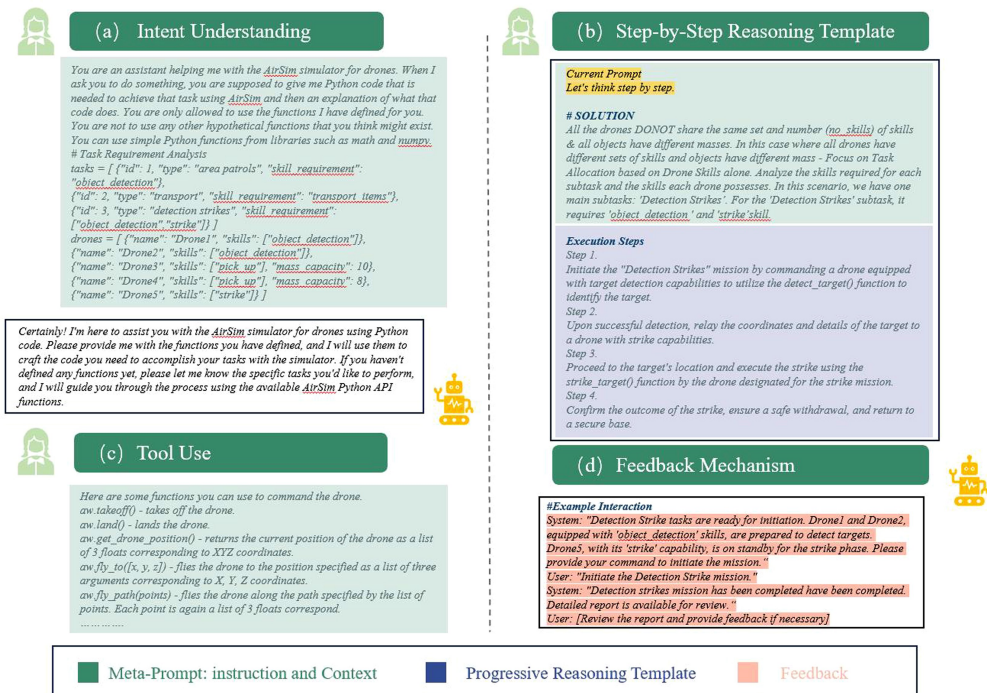 (a) Intent Understanding
You are an assistant helping me with the AirSim simulator for drones. When I
ask you to do something, you are supposed to give me Python code that is
needed to achieve that task using AirSim and then an explanation of what that
code does. You are only allowed to use the functions I have defined for you.
You are not to use any other hypothetical functions that you think might exist.
You can use simple Python functions from libraries such as math and numpy.
# Task Requirement Analysis
tasks = [ {"id": 1, "type": "area patrols", "skill_requirement":
"object_detection"},
{"id": 2, "type": "transport", "skill_requirement": "transport_items"},
{"id": 3, "type": "detection strikes", "skill_requirement":
["object_detection","strike"]} ]
drones = [ {"name": "Drone1", "skills": ["object_detection"]},
{"name": "Drone2", "skills": ["object_detection"]},
{"name": "Drone3", "skills": ["pick_up"], "mass_capacity": 10},
{"name": "Drone4", "skills": ["pick_up"], "mass_capacity": 8},
{"name": "Drone5", "skills": ["strike"]} ]
Certainly! I'm here to assist you with the AirSim simulator for drones using Python
code. Please provide me with the functions you have defined, and I will use them to
craft the code you need to accomplish your tasks with the simulator. If you haven't
defined any functions yet, please let me know the specific tasks you'd like to perform,
and I will guide you through the process using the available AirSim Python API
functions.
(c) Tool Use
Here are some functions you can use to command the drone.
aw.takeoff() - takes off the drone.
aw.land() - lands the drone.
aw.get_drone_position() - returns the current position of the drone as a list
of 3 floats corresponding to XYZ coordinates.
aw.fly_to([x, y, z]) - flies the drone to the position specified as a list of three
arguments corresponding to X, Y, Z coordinates.
aw.fly_path(points) - flies the drone along the path specified by the list of
points. Each point is again a list of 3 floats correspond.
………….
(b) Step-by-Step Reasoning Template
Current Prompt
Let's think step by step.
# SOLUTION
All the drones DONOT share the same set and number (no_skills) of skills
& all objects have different masses. In this case where all drones have
different sets of skills and objects have different mass - Focus on Task
Allocation based on Drone Skills alone. Analyze the skills required for each
subtask and the skills each drone possesses. In this scenario, we have one
main subtasks: 'Detection Strikes'. For the 'Detection Strikes' subtask, it
requires 'object_detection ' and 'strike'skill.
Execution Steps
Step 1.
Initiate the "Detection Strikes" mission by commanding a drone equipped
with target detection capabilities to utilize the detect_target() function to
identify the target.
Step 2.
Upon successful detection, relay the coordinates and details of the target to
a drone with strike capabilities.
Step 3.
Proceed to the target's location and execute the strike using the
strike_target() function by the drone designated for the strike mission.
Step 4.
Confirm the outcome of the strike, ensure a safe withdrawal, and return to
a secure base.
(d) Feedback Mechanism
#Example Interaction
System: "Detection Strike tasks are ready for initiation. Drone1 and Drone2,
equipped with 'object_detection' skills, are prepared to detect targets.
Drone5, with its 'strike' capability, is on standby for the strike phase. Please
provide your command to initiate the mission."
User: "Initiate the Detection Strike mission."
System: "Detection strikes mission has been completed have been completed.
Detailed report is available for review."
User: [Review the report and provide feedback if necessary]
Meta-Prompt: instruction and Context
Progressive Reasoning Template
Feedback